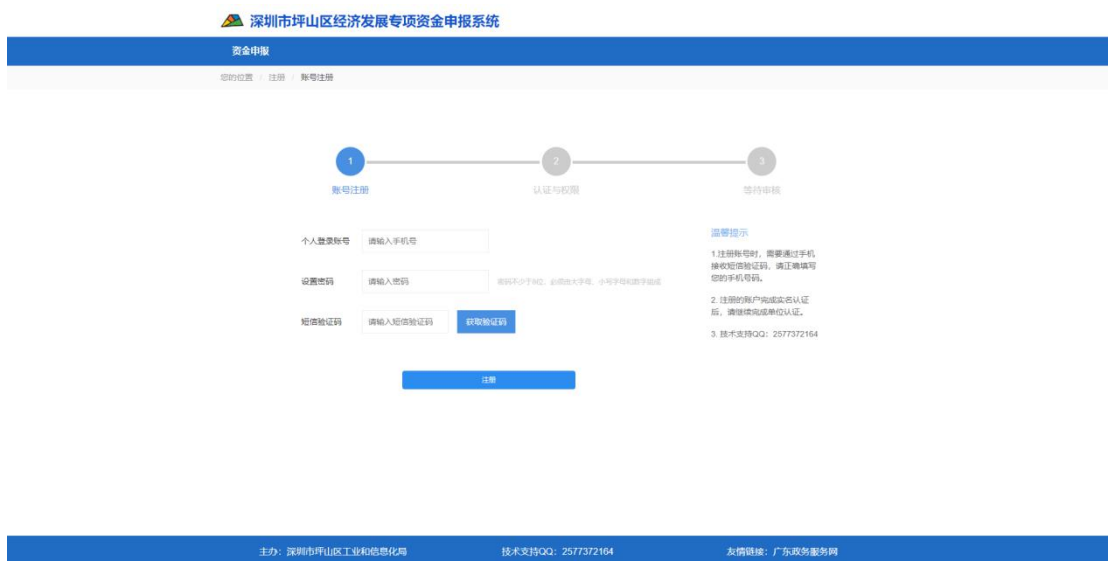 深圳市坪山区经济发展专项资金申报系统
资金申报
您的位置 / 注册 / 账号注册
1
2
3
账号注册
认证与权限
等待审核
个人登录账号 请输入手机号
设置密码 请输入密码 密码不少于8位，必须由大字母、小写字母和数字组成
短信验证码 请输入短信验证码 获取验证码
注册
温馨提示
1.注册账号时，需要通过手机
接收短信验证码，请正确填写
您的手机号码。
2. 注册的账户完成实名认证
后，请继续完成单位认证。
3. 技术支持QQ：2577372164
主办：深圳市坪山区工业和信息化局 技术支持QQ：2577372164 友情链接：广东政务服务网